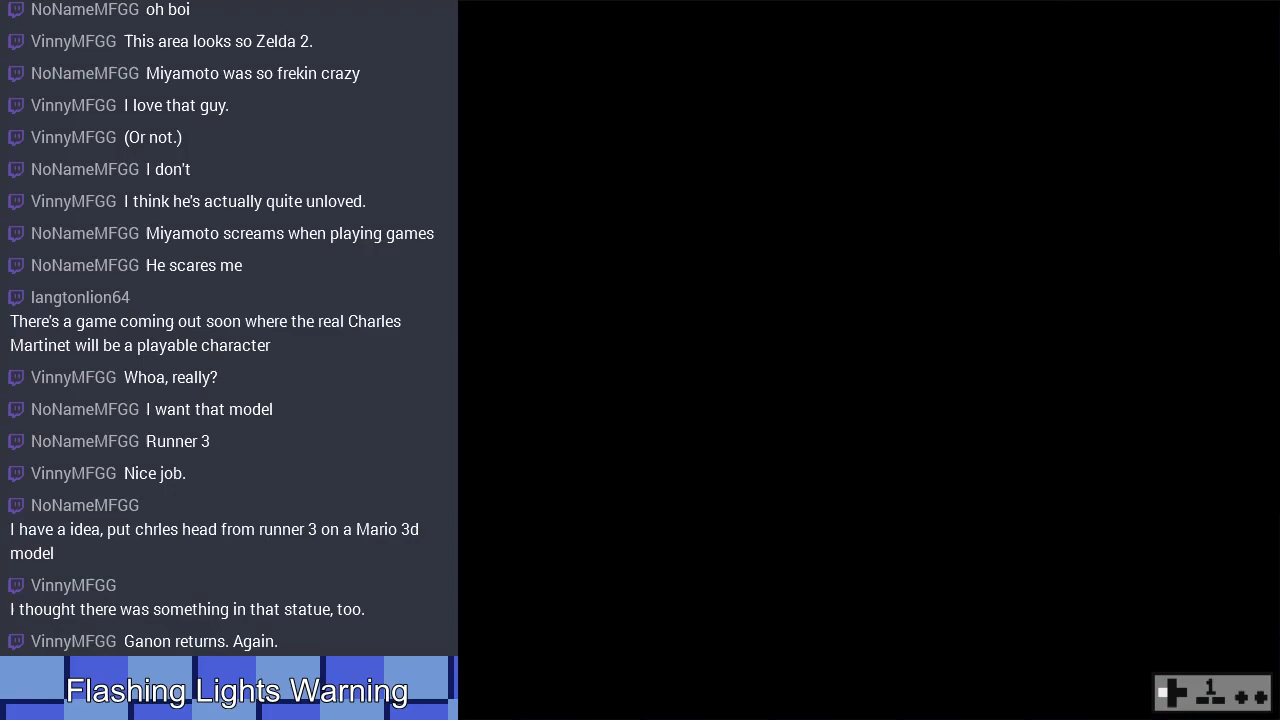 NoNameMFGG oh boi
VinnyMFGG This area looks so Zelda 2.
NoNameMFGG Miyamoto was so frekin crazy
VinnyMFGG I love that guy.
VinnyMFGG (Or not.)
NoNameMFGG I don't
VinnyMFGG I think he's actually quite unloved.
NoNameMFGG Miyamoto screams when playing games
NoNameMFGG He scares me
langtonlion64
There's a game coming out soon where the real Charles
Martinet will be a playable character
VinnyMFGG Whoa, really?
NoNameMFGG I want that model
NoNameMFGG Runner 3
VinnyMFGG Nice job.
NoNameMFGG
I have a idea, put chrles head from runner 3 on a Mario 3d
model
VinnyMFGG
I thought there was something in that statue, too.
VinnyMFGG Ganon returns. Again.
Flashing Lights Warning
1